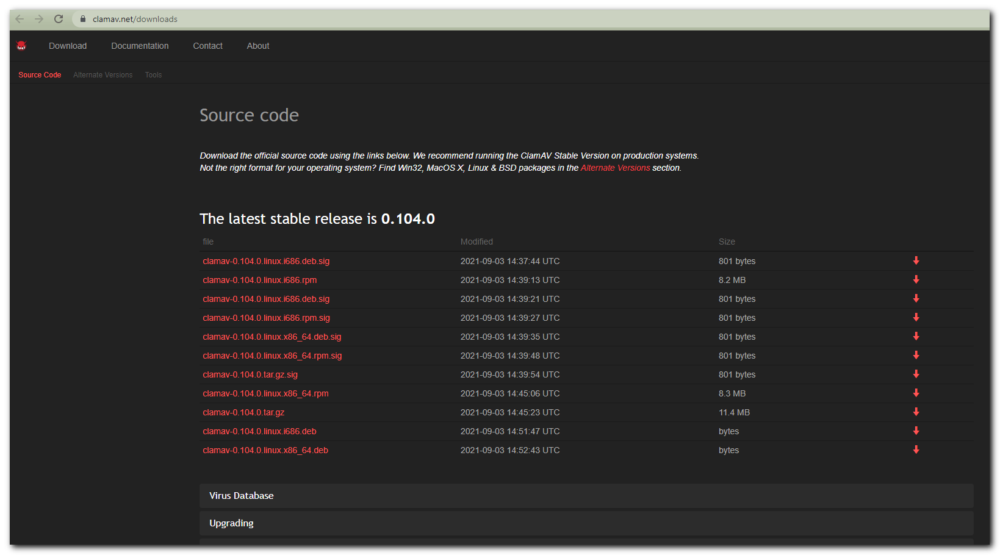 clamav.net/downloads
Download Documentation Contact About
Source Code Alternate Versions Tools
Source code
Download the official source code using the links below. We recommend running the ClamAV Stable Version on production systems.
Not the right format for your operating system? Find Win32, MacOS X, Linux & BSD packages in the Alternate Versions section.
The latest stable release is 0.104.0
file Modified Size
clamav-0.104.0.linux.i686.deb.sig 2021-09-03 14:37:44 UTC 801 bytes
clamav-0.104.0.linux.i686.rpm 2021-09-03 14:39:13 UTC 8.2 MB
clamav-0.104.0.linux.i686.deb.sig 2021-09-03 14:39:21 UTC 801 bytes
clamav-0.104.0.linux.i686.rpm.sig 2021-09-03 14:39:27 UTC 801 bytes
clamav-0.104.0.linux.x86_64.deb.sig 2021-09-03 14:39:35 UTC 801 bytes
clamav-0.104.0.linux.x86_64.rpm.sig 2021-09-03 14:39:48 UTC 801 bytes
clamav-0.104.0.tar.gz.sig 2021-09-03 14:39:54 UTC 801 bytes
clamav-0.104.0.linux.x86_64.rpm 2021-09-03 14:45:06 UTC 8.3 MB
clamav-0.104.0.tar.gz 2021-09-03 14:45:23 UTC 11.4 MB
clamav-0.104.0.linux.i686.deb 2021-09-03 14:51:47 UTC bytes
clamav-0.104.0.linux.x86_64.deb 2021-09-03 14:52:43 UTC bytes
Virus Database
Upgrading